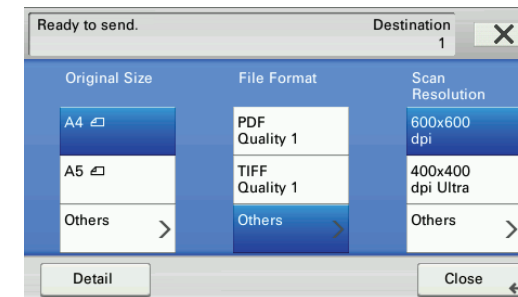 Ready to send.
Destination
1
Original Size
File Format
Scan
Resolution
A4
PDF
Quality 1
600x600
dpi
A5
TIFF
Quality 1
400x400
dpi Ultra
Others
Others
Others
Detail
Close